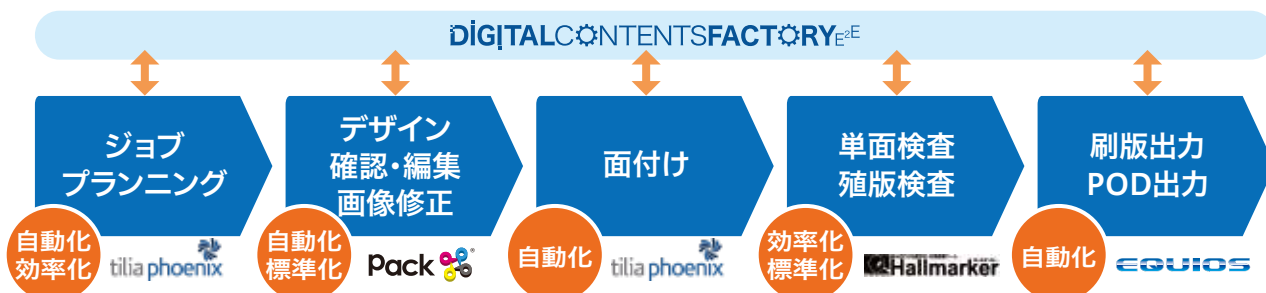 DIGITALCONTENTSFACTORY E²E
ジョブ
プランニング
自動化
効率化
tilia phoenix
デザイン
確認・編集
画像修正
自動化
標準化
Pack
面付け
自動化
tilia phoenix
単面検査
殖版検査
効率化
標準化
Hallmarker
刷版出力
POD出力
自動化
EQUIOS